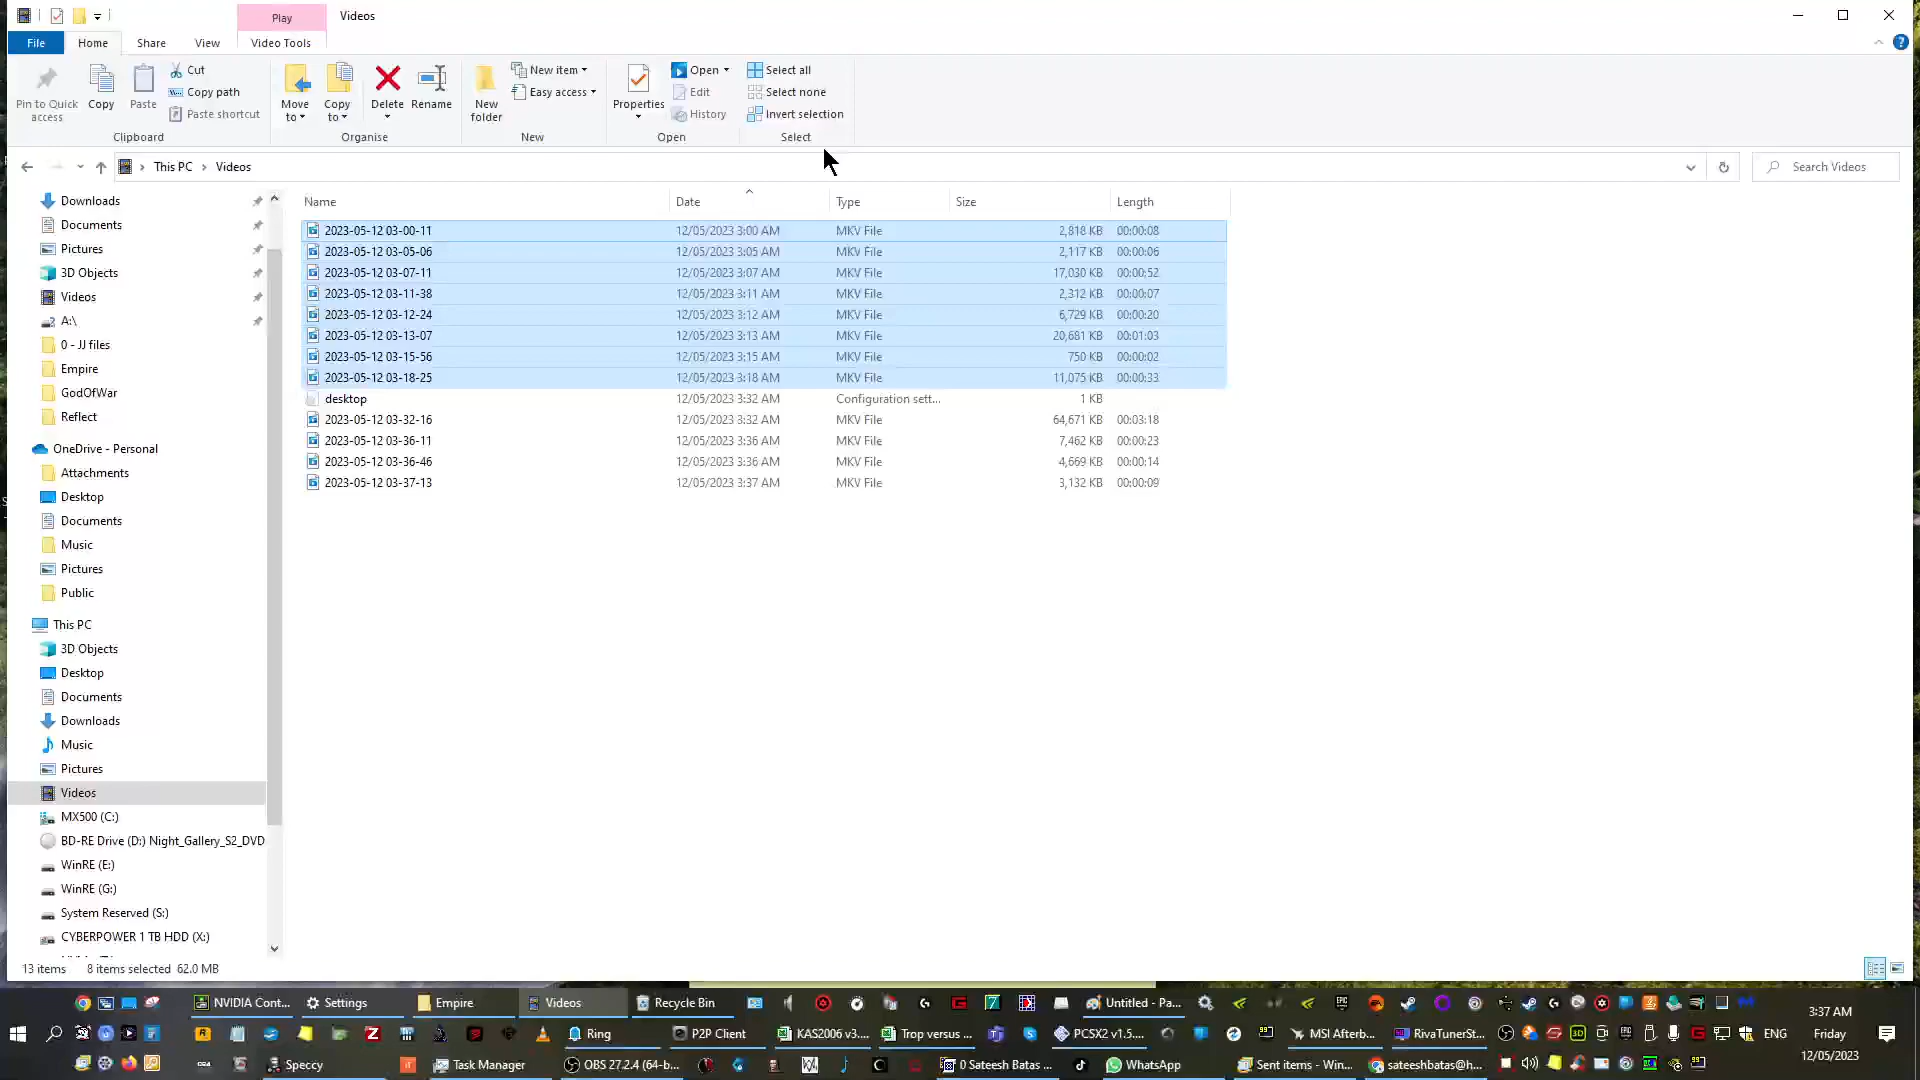 Play
Videos
File
Home
Share
View
Video Tools
Pin to Quick access
Copy
Paste
Cut
Copy path
Paste shortcut
Clipboard
Move to
Copy to
Delete
Rename
Organise
New folder
New item
Easy access
New
Properties
Open
Edit
History
Open
Select all
Select none
Invert selection
Select
This PC
Videos
Search Videos
Downloads
Documents
Pictures
3D Objects
Videos
A:\
0 - JJ files
Empire
GodOfWar
Reflect
OneDrive - Personal
Attachments
Desktop
Documents
Music
Pictures
Public
This PC
3D Objects
Desktop
Documents
Downloads
Music
Pictures
Videos
MX500 (C:)
BD-RE Drive (D:) Night_Gallery_S2_DVD
WinRE (E:)
WinRE (G:)
System Reserved (S:)
CYBERPOWER 1 TB HDD (X:)
Name Date Type Size Length
2023-05-12 03-00-11 12/05/2023 3:00 AM MKV File 2,818 KB 00:00:08
2023-05-12 03-05-06 12/05/2023 3:05 AM MKV File 2,117 KB 00:00:06
2023-05-12 03-07-11 12/05/2023 3:07 AM MKV File 17,030 KB 00:00:52
2023-05-12 03-11-38 12/05/2023 3:11 AM MKV File 2,312 KB 00:00:07
2023-05-12 03-12-24 12/05/2023 3:12 AM MKV File 6,729 KB 00:00:20
2023-05-12 03-13-07 12/05/2023 3:13 AM MKV File 20,681 KB 00:01:03
2023-05-12 03-15-56 12/05/2023 3:15 AM MKV File 750 KB 00:00:02
2023-05-12 03-18-25 12/05/2023 3:18 AM MKV File 11,075 KB 00:00:33
desktop 12/05/2023 3:32 AM Configuration sett... 1 KB
2023-05-12 03-32-16 12/05/2023 3:32 AM MKV File 64,671 KB 00:03:18
2023-05-12 03-36-11 12/05/2023 3:36 AM MKV File 7,462 KB 00:00:23
2023-05-12 03-36-46 12/05/2023 3:36 AM MKV File 4,669 KB 00:00:14
2023-05-12 03-37-13 12/05/2023 3:37 AM MKV File 3,132 KB 00:00:09
13 items 8 items selected 62.0 MB
NVIDIA Cont...
Settings
Empire
Videos
Recycle Bin
Untitled - Pa...
Ring
P2P Client
KAS2006 v3....
Trop versus ...
PCSX2 v1.5....
MSI Afterb...
RivaTunerSt...
ENG
Speccy
Task Manager
OBS 27.2.4 (64-b...
0 Sateesh Batas ...
WhatsApp
Sent items - Win...
sateeshbatas@h...
3:37 AM
Friday
12/05/2023